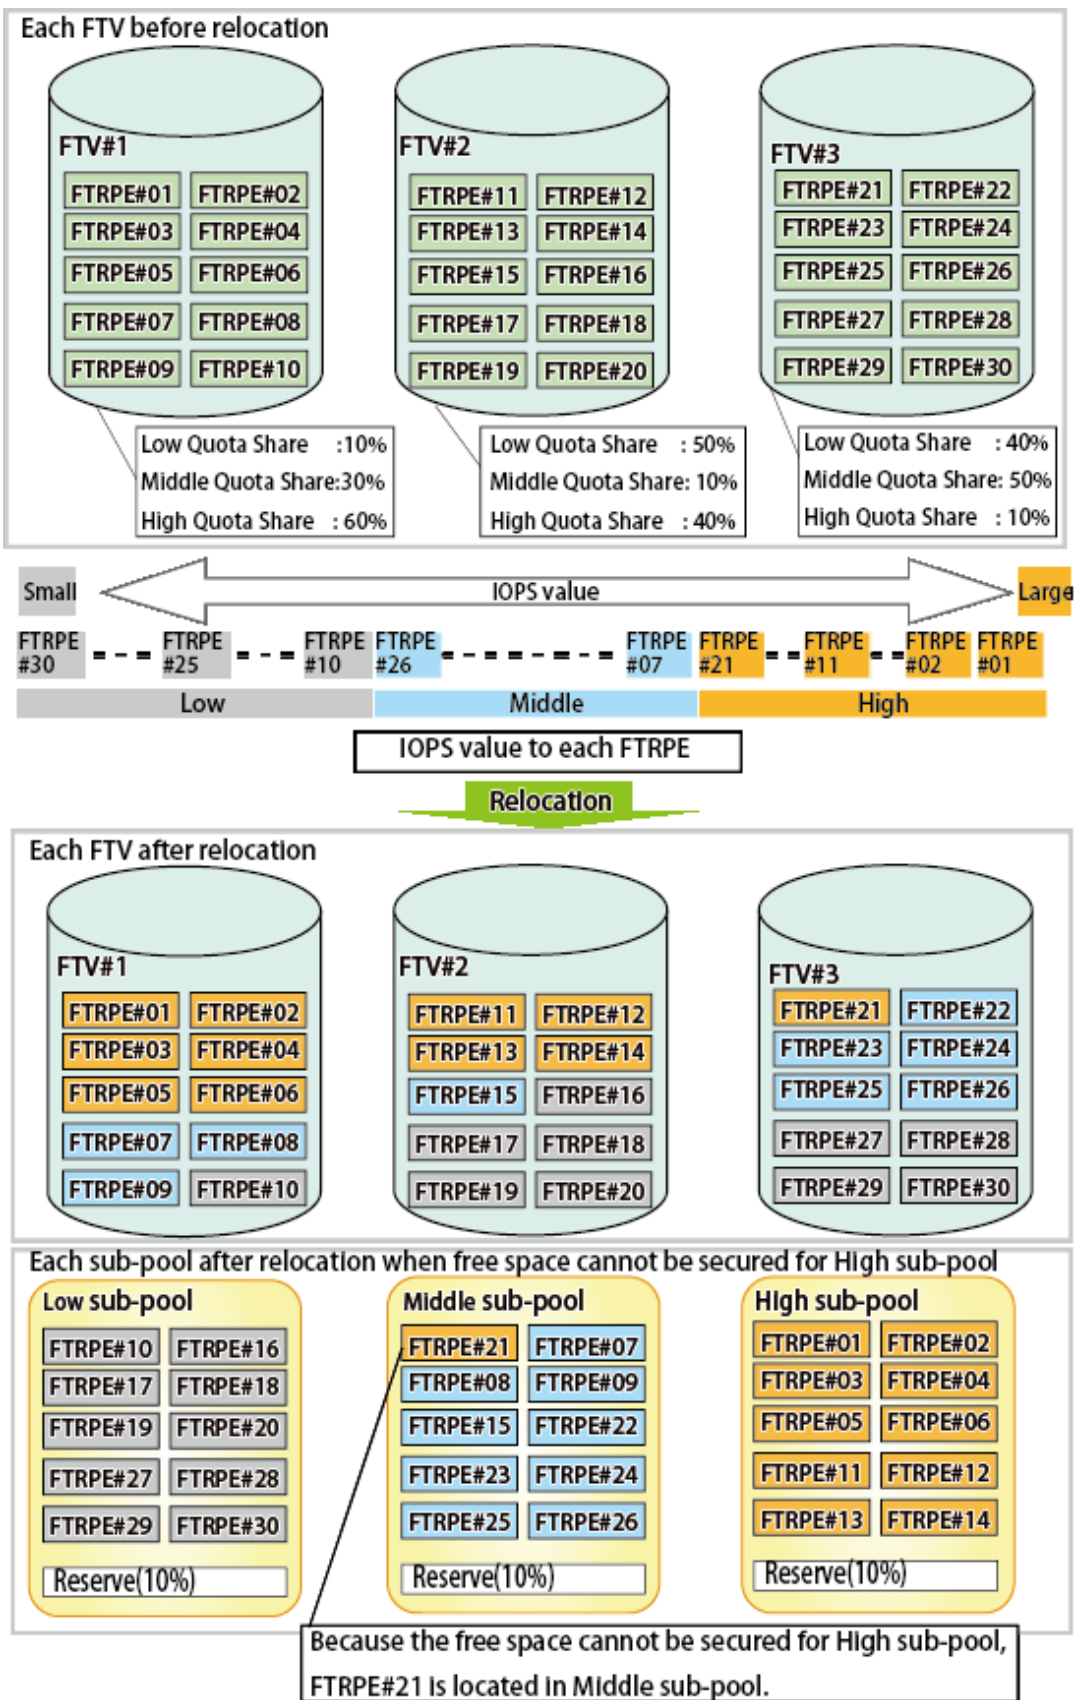 Each FTV before relocation
FTV#1
FTV#2
FTV#3
FTRPE#01 FTRPE#02
FTRPE#03 FTRPE#04
FTRPE#05 FTRPE#06
FTRPE#07 FTRPE#08
FTRPE#09 FTRPE#10
FTRPE#11 FTRPE#12
FTRPE#13 FTRPE#14
FTRPE#15 FTRPE#16
FTRPE#17 FTRPE#18
FTRPE#19 FTRPE#20
FTRPE#21 FTRPE#22
FTRPE#23 FTRPE#24
FTRPE#25 FTRPE#26
FTRPE#27 FTRPE#28
FTRPE#29 FTRPE#30
Low Quota Share :10%
Middle Quota Share:30%
High Quota Share : 60%
Low Quota Share : 50%
Middle Quota Share: 10%
High Quota Share : 40%
Low Quota Share : 40%
Middle Quota Share: 50%
High Quota Share : 10%
Small
IOPS value
Large
FTRPE
#30
FTRPE
#25
FTRPE
#10
FTRPE
#26
FTRPE
#07
FTRPE
#21
FTRPE
#11
FTRPE
#02
FTRPE
#01
Low
Middle
High
IOPS value to each FTRPE
Relocation
Each FTV after relocation
FTV#1
FTV#2
FTV#3
FTRPE#01 FTRPE#02
FTRPE#03 FTRPE#04
FTRPE#05 FTRPE#06
FTRPE#07 FTRPE#08
FTRPE#09 FTRPE#10
FTRPE#11 FTRPE#12
FTRPE#13 FTRPE#14
FTRPE#15 FTRPE#16
FTRPE#17 FTRPE#18
FTRPE#19 FTRPE#20
FTRPE#21 FTRPE#22
FTRPE#23 FTRPE#24
FTRPE#25 FTRPE#26
FTRPE#27 FTRPE#28
FTRPE#29 FTRPE#30
Each sub-pool after relocation when free space cannot be secured for High sub-pool
Low sub-pool
FTRPE#10 FTRPE#16
FTRPE#17 FTRPE#18
FTRPE#19 FTRPE#20
FTRPE#27 FTRPE#28
FTRPE#29 FTRPE#30
Reserve(10%)
Middle sub-pool
FTRPE#21 FTRPE#07
FTRPE#08 FTRPE#09
FTRPE#15 FTRPE#22
FTRPE#23 FTRPE#24
FTRPE#25 FTRPE#26
Reserve(10%)
High sub-pool
FTRPE#01 FTRPE#02
FTRPE#03 FTRPE#04
FTRPE#05 FTRPE#06
FTRPE#11 FTRPE#12
FTRPE#13 FTRPE#14
Reserve(10%)
Because the free space cannot be secured for High sub-pool,
FTRPE#21 is located in Middle sub-pool.